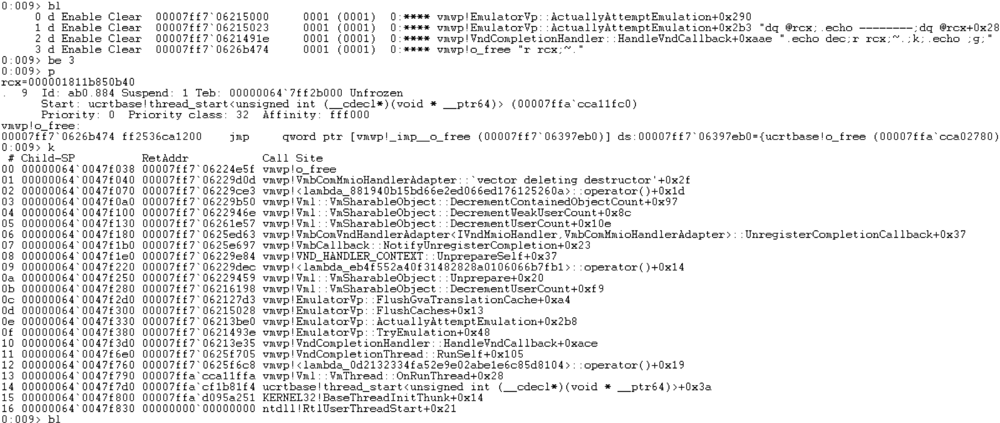 0:009> bl
     0 d Enable Clear  00007ff7`06215000     0001 (0001)  0:**** vmwp!EmulatorVp::ActuallyAttemptEmulation+0x290
     1 d Enable Clear  00007ff7`06215023     0001 (0001)  0:**** vmwp!EmulatorVp::ActuallyAttemptEmulation+0x2b3 "dq @rcx;.echo --------;dq @rcx+0x28
     2 d Enable Clear  00007ff7`0621491e     0001 (0001)  0:**** vmwp!VndCompletionHandler::HandleVndCallback+0xaae ".echo dec;r rcx;~.;k;.echo ;g;"
     3 d Enable Clear  00007ff7`0626b474     0001 (0001)  0:**** vmwp!o_free "r rcx;~."
0:009> be 3
0:009> p
rcx=000001811b850b40
.  9  Id: ab0.884 Suspend: 1 Teb: 00000064`7ff2b000 Unfrozen
      Start: ucrtbase!thread_start<unsigned int (__cdecl*)(void * __ptr64)> (00007ffa`cca11fc0)
      Priority: 0  Priority class: 32  Affinity: fff000
vmwp!o_free:
00007ff7`0626b474 ff2536ca1200    jmp     qword ptr [vmwp!_imp__o_free (00007ff7`06397eb0)] ds:00007ff7`06397eb0={ucrtbase!o_free (00007ffa`cca02780)
0:009> k
 # Child-SP          RetAddr           Call Site
00 00000064`0047f038 00007ff7`06224e5f vmwp!o_free
01 00000064`0047f040 00007ff7`06229d0d vmwp!VmbComMmioHandlerAdapter::`vector deleting destructor'+0x2f
02 00000064`0047f070 00007ff7`06229ce3 vmwp!<lambda_881940b15bd66e2ed066ed176125260a>::operator()+0x1d
03 00000064`0047f0a0 00007ff7`06229b50 vmwp!Vml::VmSharableObject::DecrementContainedObjectCount+0x97
04 00000064`0047f100 00007ff7`0622946e vmwp!Vml::VmSharableObject::DecrementWeakUserCount+0x8c
05 00000064`0047f130 00007ff7`06261e57 vmwp!Vml::VmSharableObject::DecrementUserCount+0x10e
06 00000064`0047f180 00007ff7`0625ed63 vmwp!VmbComVndHandlerAdapter<IVndMmioHandler,VmbComMmioHandlerAdapter>::UnregisterCompletionCallback+0x37
07 00000064`0047f1b0 00007ff7`0625e697 vmwp!VmbCallback::NotifyUnregisterCompletion+0x23
08 00000064`0047f1e0 00007ff7`06229e84 vmwp!VND_HANDLER_CONTEXT::UnprepareSelf+0x37
09 00000064`0047f220 00007ff7`06229dec vmwp!<lambda_eb4f552a40f31482828a0106066b7fb1>::operator()+0x14
0a 00000064`0047f250 00007ff7`06229459 vmwp!Vml::VmSharableObject::Unprepare+0x20
0b 00000064`0047f280 00007ff7`06216198 vmwp!Vml::VmSharableObject::DecrementUserCount+0xf9
0c 00000064`0047f2d0 00007ff7`062127d3 vmwp!EmulatorVp::FlushGvaTranslationCache+0xa4
0d 00000064`0047f300 00007ff7`06215028 vmwp!EmulatorVp::FlushCaches+0x13
0e 00000064`0047f330 00007ff7`06213be0 vmwp!EmulatorVp::ActuallyAttemptEmulation+0x2b8
0f 00000064`0047f380 00007ff7`0621493e vmwp!EmulatorVp::TryEmulation+0x48
10 00000064`0047f3d0 00007ff7`06213e35 vmwp!VndCompletionHandler::HandleVndCallback+0xace
11 00000064`0047f6e0 00007ff7`0625f705 vmwp!VndCompletionThread::RunSelf+0x105
12 00000064`0047f760 00007ff7`0625f6c8 vmwp!<lambda_0d2132334fa52e9e02abe1e6c85d8104>::operator()+0x19
13 00000064`0047f790 00007ffa`cca11ffa vmwp!Vml::VmThread::OnRunThread+0x28
14 00000064`0047f7d0 00007ffa`cf1b81f4 ucrtbase!thread_start<unsigned int (__cdecl*)(void * __ptr64)>+0x3a
15 00000064`0047f800 00007ffa`d095a251 KERNEL32!BaseThreadInitThunk+0x14
16 00000064`0047f830 00000000`00000000 ntdll!RtlUserThreadStart+0x21
0:009> bl